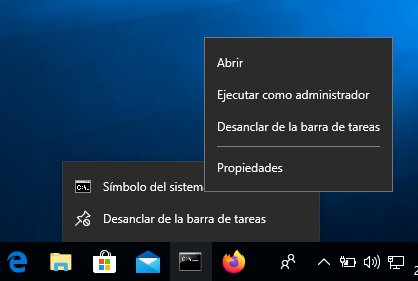 Abrir
Ejecutar como administrador
Desanclar de la barra de tareas
Propiedades
Símbolo del sistema
Desanclar de la barra de tareas